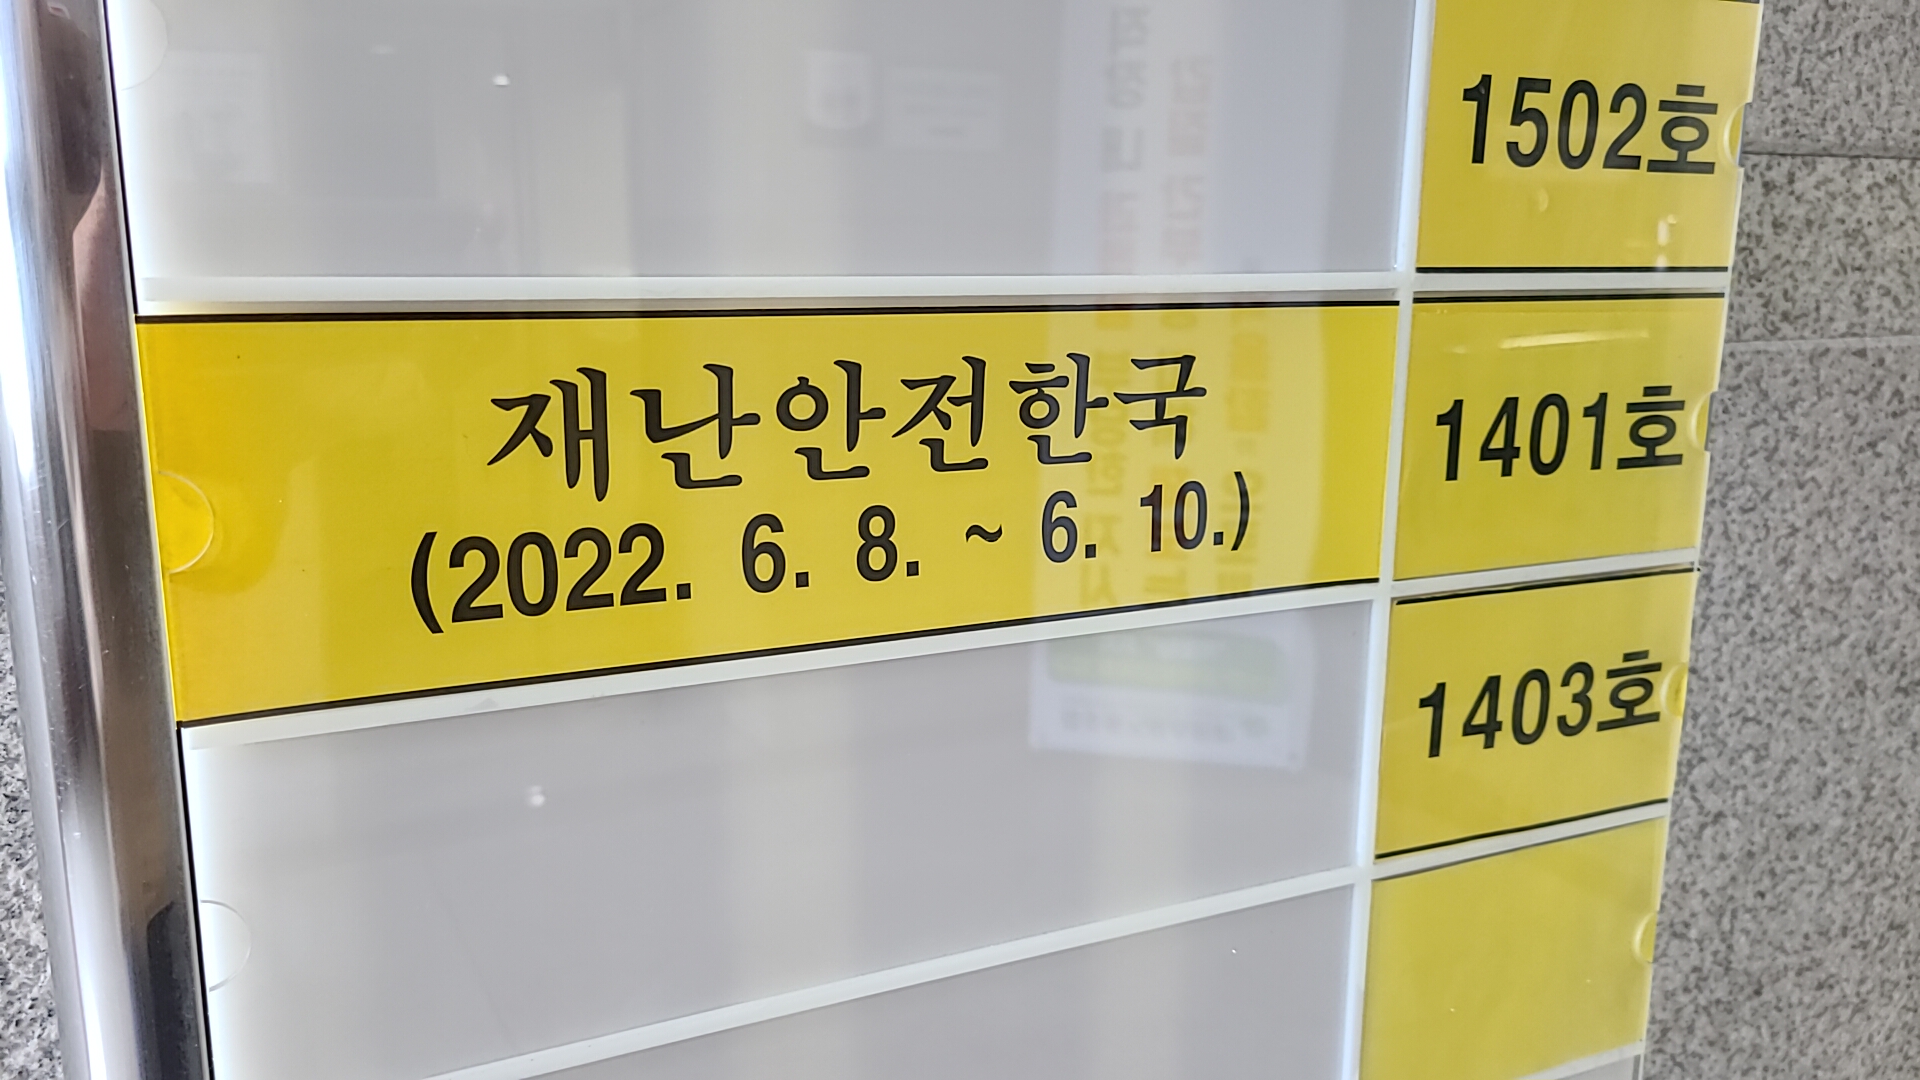 1502호
재난안전한국
(2022. 6. 8. ~ 6. 10.)
1401호
1403호